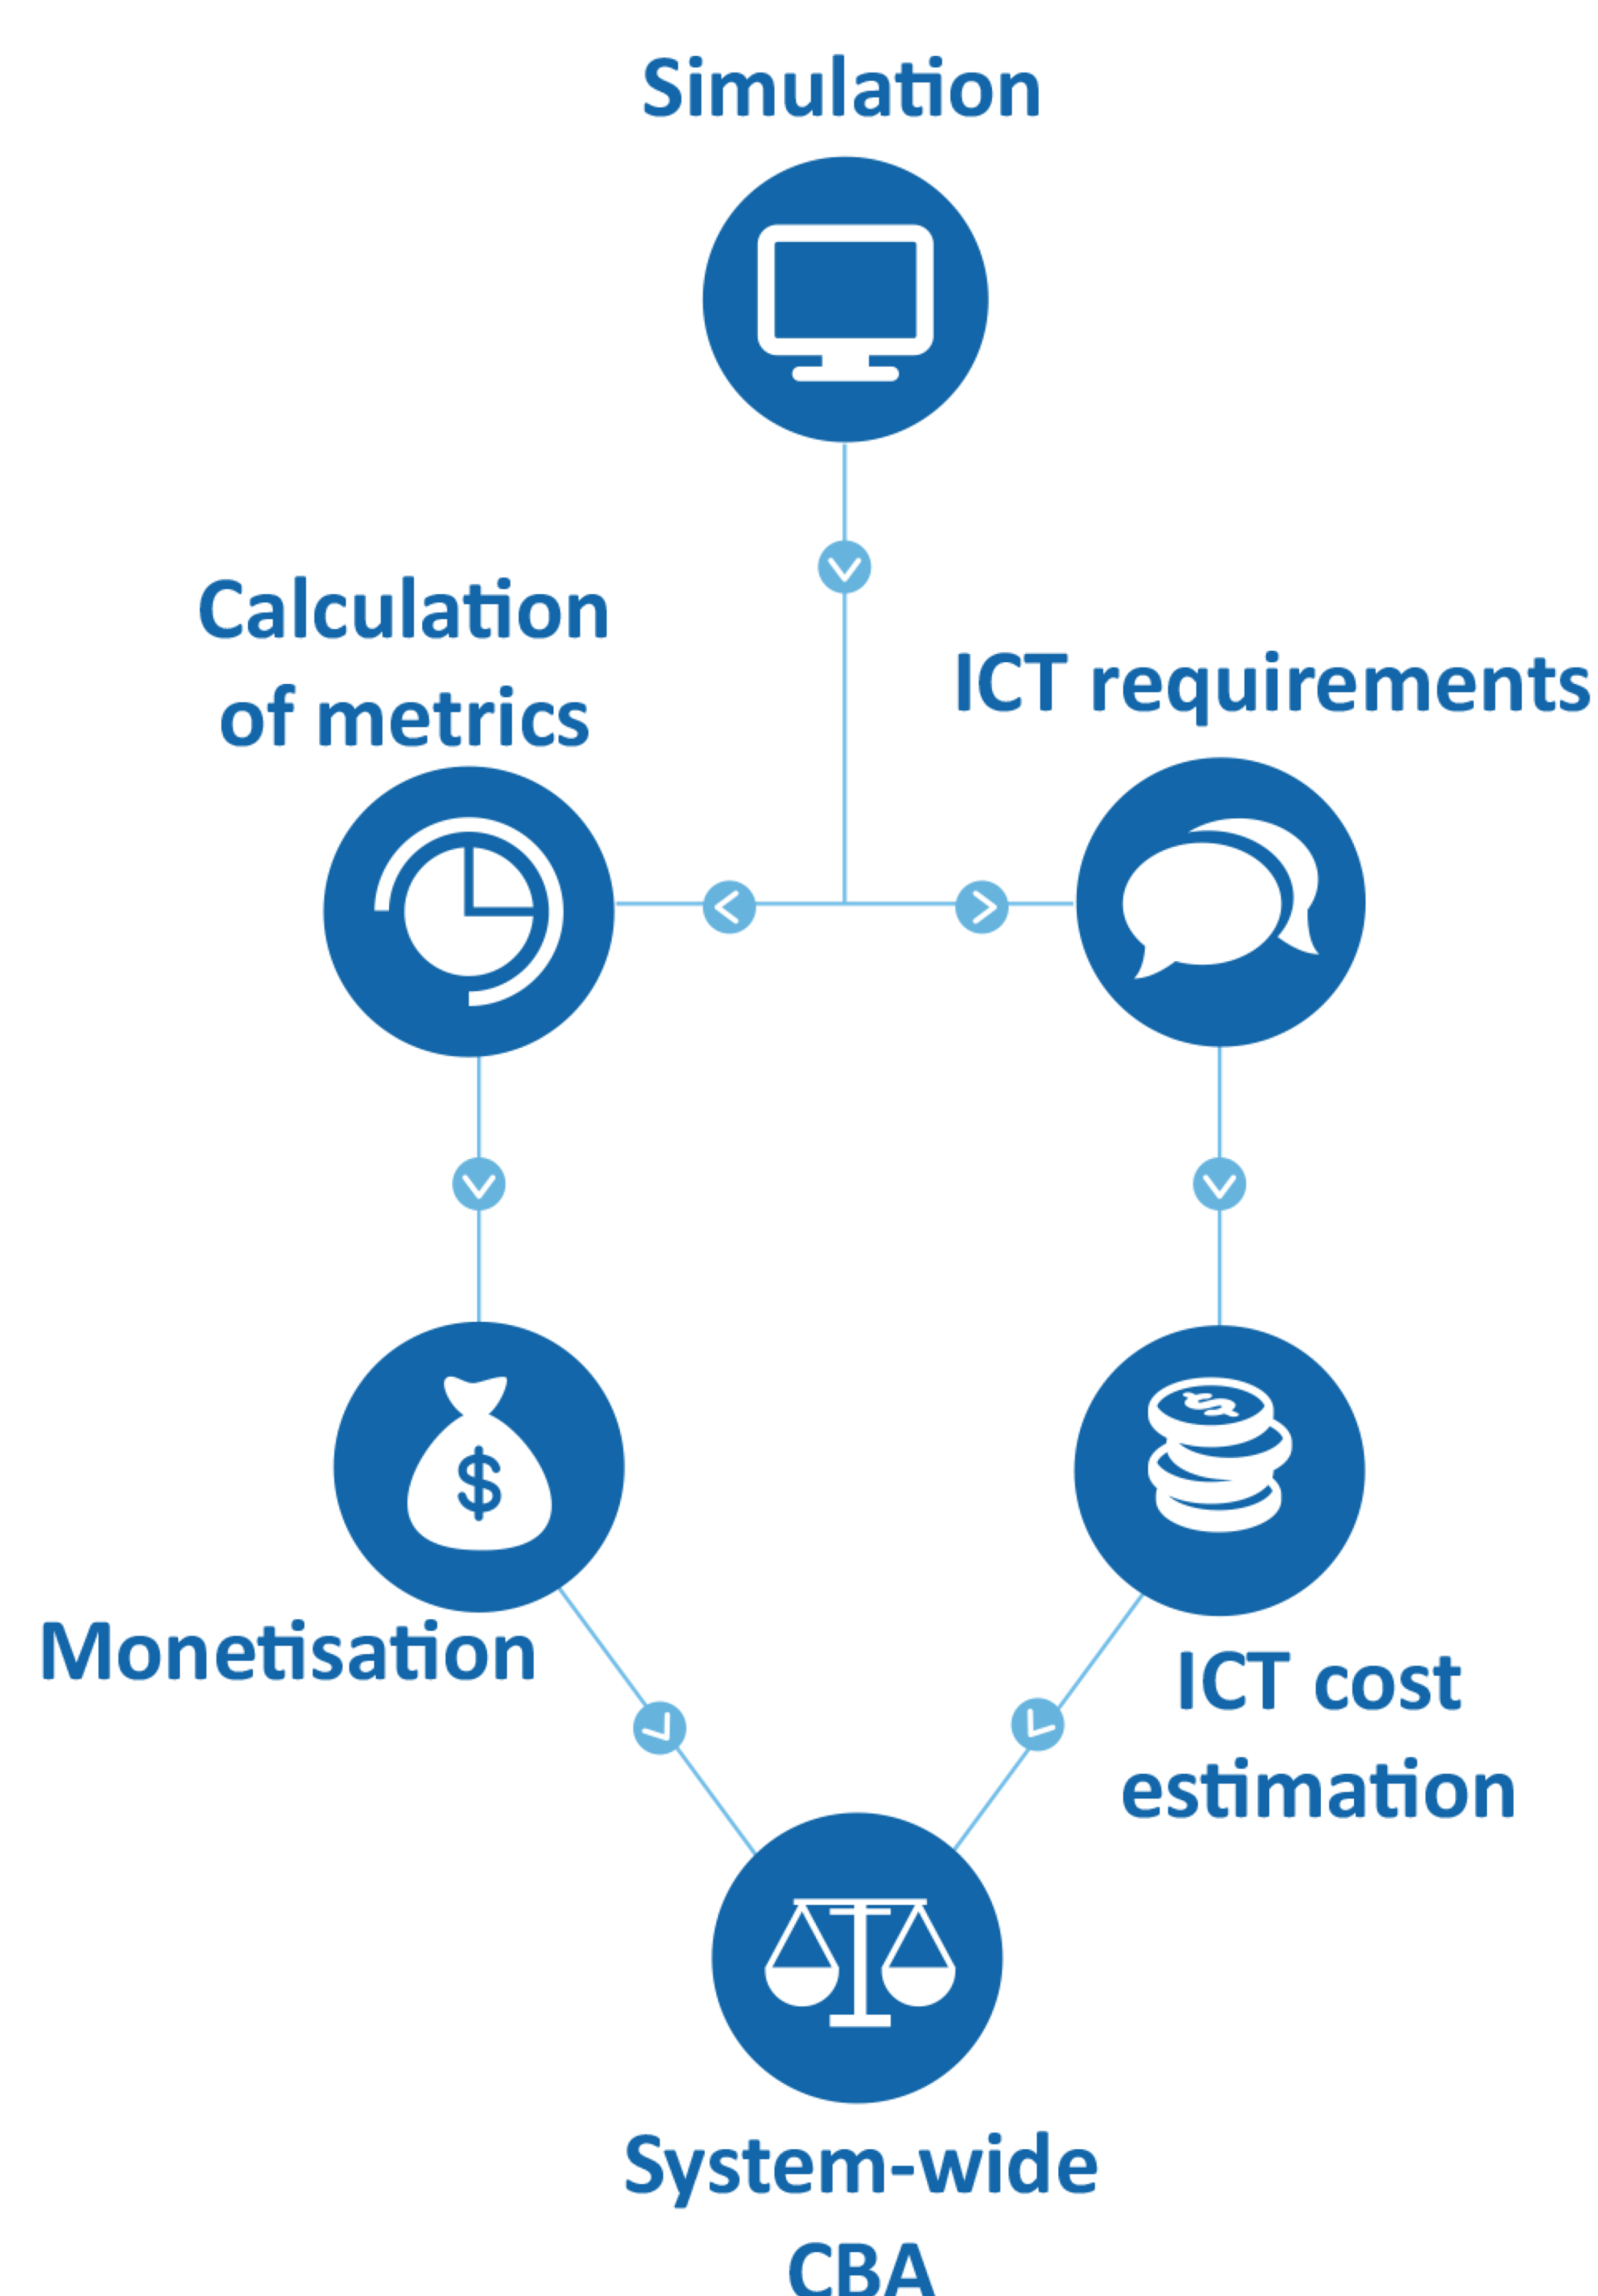 Simulation
Calculation
of metrics
ICT requirements
Monetisation
ICT cost
estimation
System-wide
CBA